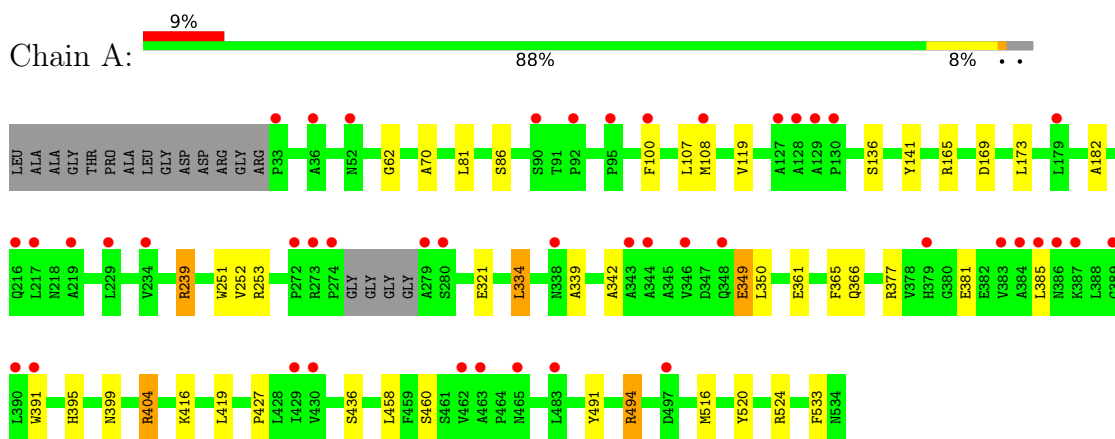 9%
Chain A:
88% 8% • •
LEU ALA ALA GLY THR PRO ALA LEU GLY ASP ASP ARG GLY ARG P33 A36 N52 G62 A70 L81 S86 S90 T91 P92 P95 F100 L107 M108 V119 A127 A128 A129 P130 S136 Y141 R165 D169 L173 L179 A182
Q216 L217 N218 A219 L229 V234 R239 W251 V252 R253 P272 R273 P274 GLY GLY GLY GLY A279 S280 E321 L334 N338 A339 A342 A343 A344 A345 V346 D347 Q348 E349 L350 E361 F365 Q366 R377 V378 H379 G380 E381 E382 V383 A384 L385 N386 K387 L388
L390 W391 H395 N399 R404 K416 L419 P427 L428 I429 V430 S436 L458 F459 S460 S461 V462 A463 P464 N465 L483 Y491 R494 D497 M516 Y520 R524 F533 N534